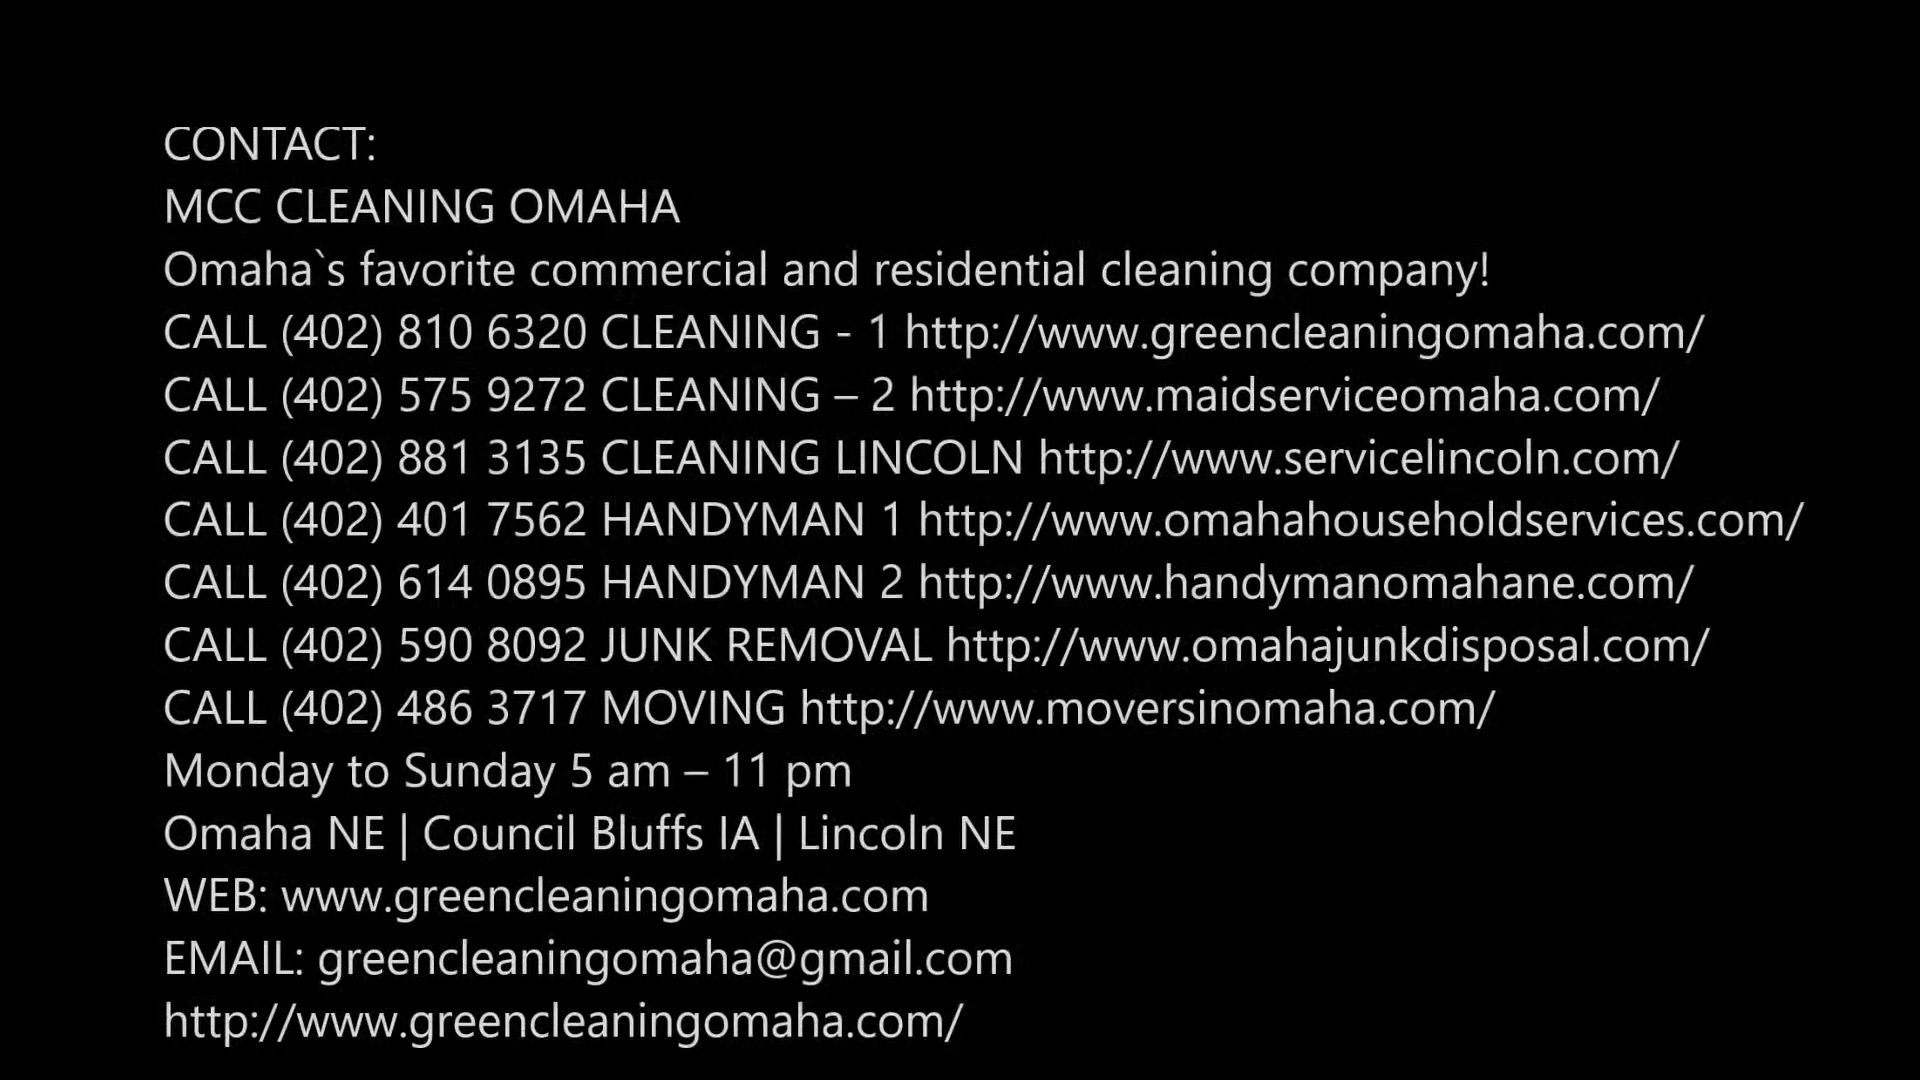 CONTACT:
MCC CLEANING OMAHA
Omaha`s favorite commercial and residential cleaning company!
CALL (402) 810 6320 CLEANING - 1 http://www.greencleaningomaha.com/
CALL (402) 575 9272 CLEANING – 2 http://www.maidserviceomaha.com/
CALL (402) 881 3135 CLEANING LINCOLN http://www.servicelincoln.com/
CALL (402) 401 7562 HANDYMAN 1 http://www.omahahouseholdservices.com/
CALL (402) 614 0895 HANDYMAN 2 http://www.handymanomahane.com/
CALL (402) 590 8092 JUNK REMOVAL http://www.omahajunkdisposal.com/
CALL (402) 486 3717 MOVING http://www.moversinomaha.com/
Monday to Sunday 5 am – 11 pm
Omaha NE | Council Bluffs IA | Lincoln NE
WEB: www.greencleaningomaha.com
EMAIL: greencleaningomaha@gmail.com
http://www.greencleaningomaha.com/